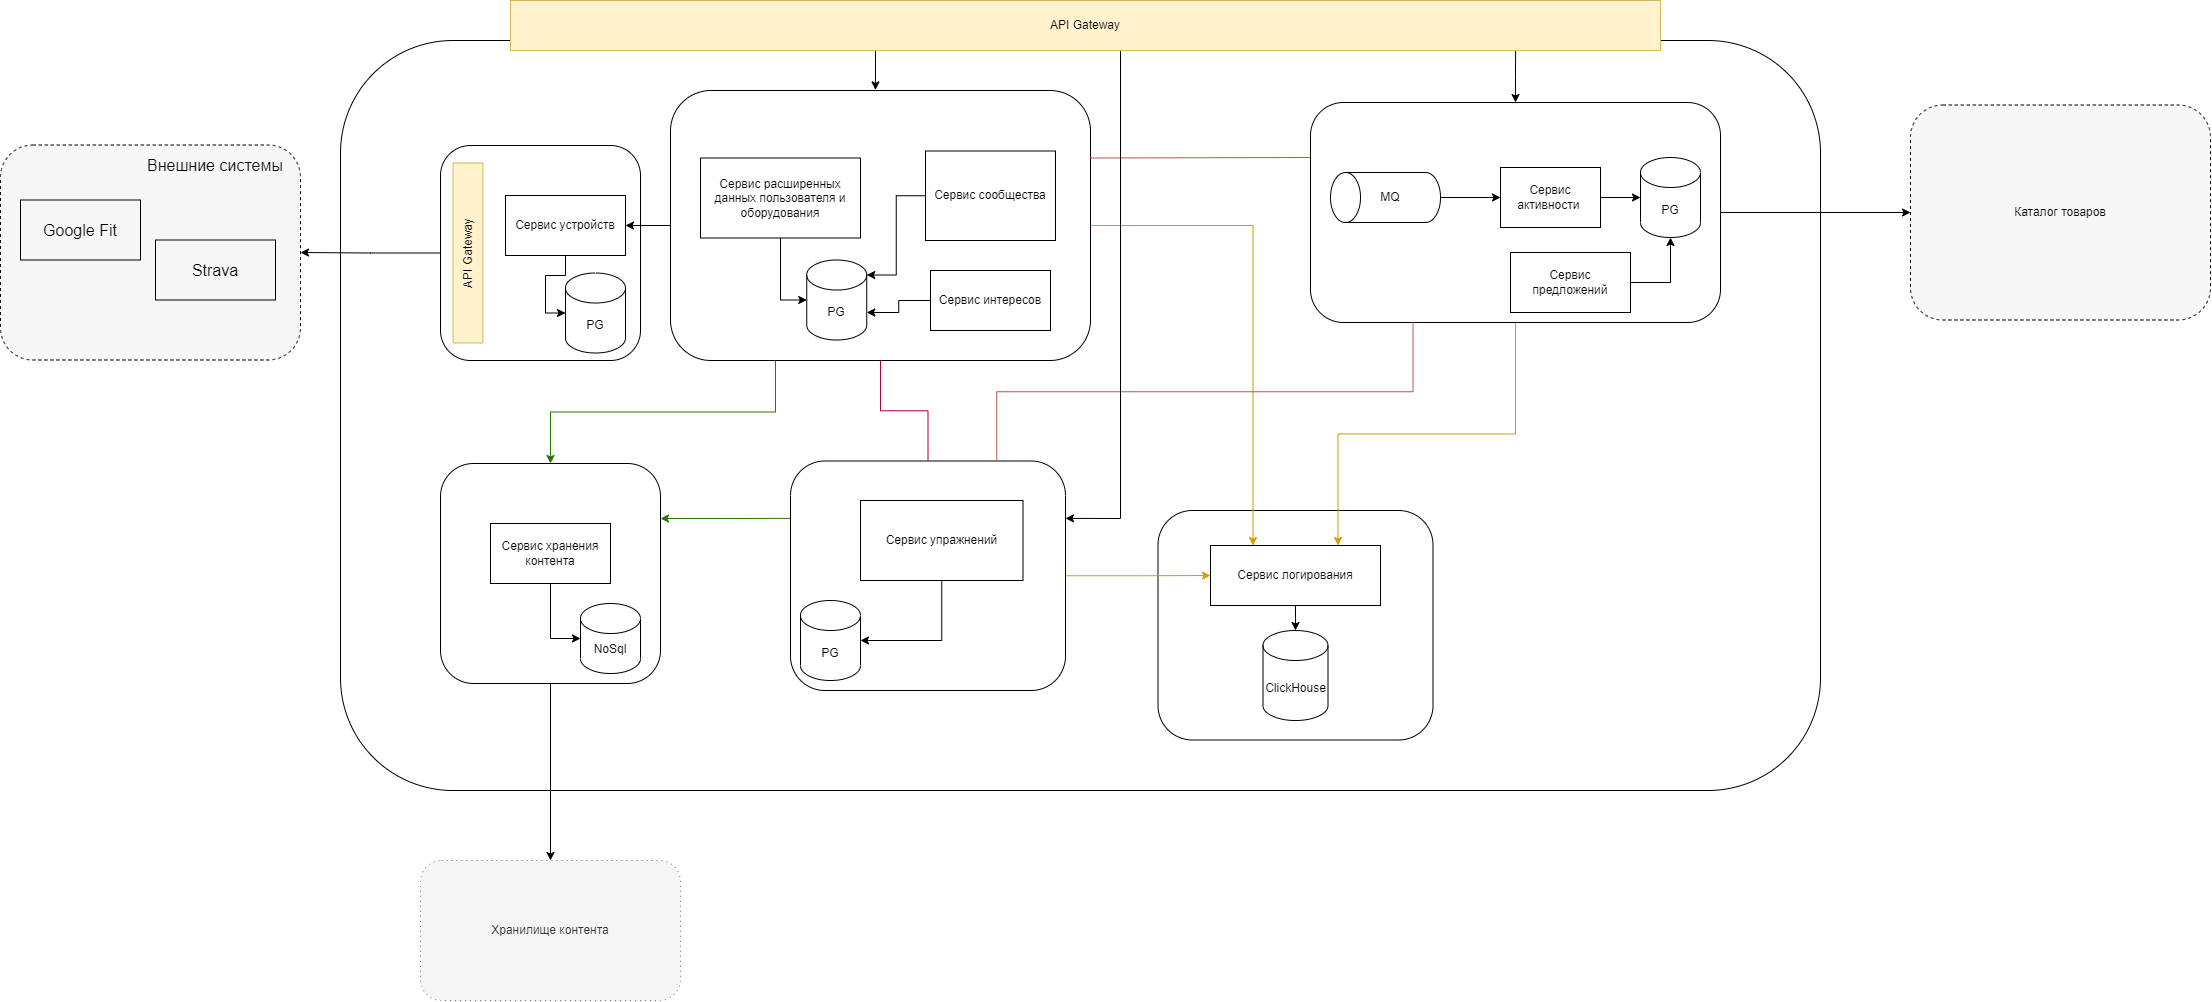 API Gateway
Внешние системы
Google Fit
Strava
API Gateway
Сервис устройств
PG
Сервис расширенных
данных пользователя и
оборудования
Сервис сообщества
Сервис интересов
PG
MQ
Сервис
активности
PG
Сервис
предложений
Каталог товаров
Сервис хранения
контента
NoSql
Сервис упражнений
PG
Сервис логирования
ClickHouse
Хранилище контента